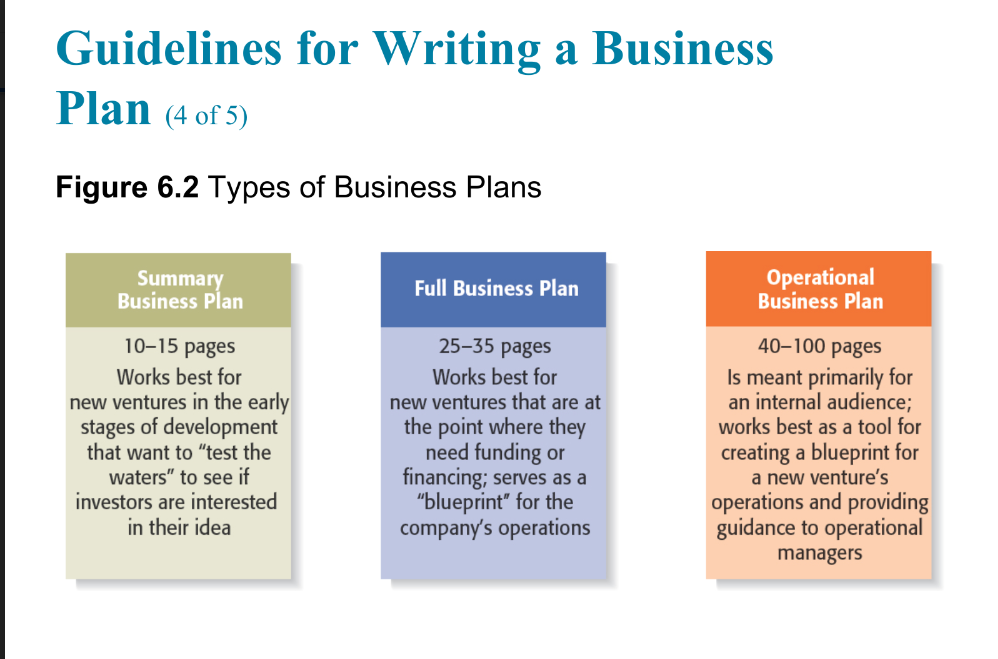 Guidelines for Writing a Business
Plan (4 of 5)
Figure 6.2 Types of Business Plans
Summary
Business Plan
10–15 pages
Works best for
new ventures in the early
stages of development
that want to “test the
waters” to see if
investors are interested
in their idea
Full Business Plan
25–35 pages
Works best for
new ventures that are at
the point where they
need funding or
financing; serves as a
“blueprint” for the
company’s operations
Operational
Business Plan
40–100 pages
Is meant primarily for
an internal audience;
works best as a tool for
creating a blueprint for
a new venture’s
operations and providing
guidance to operational
managers